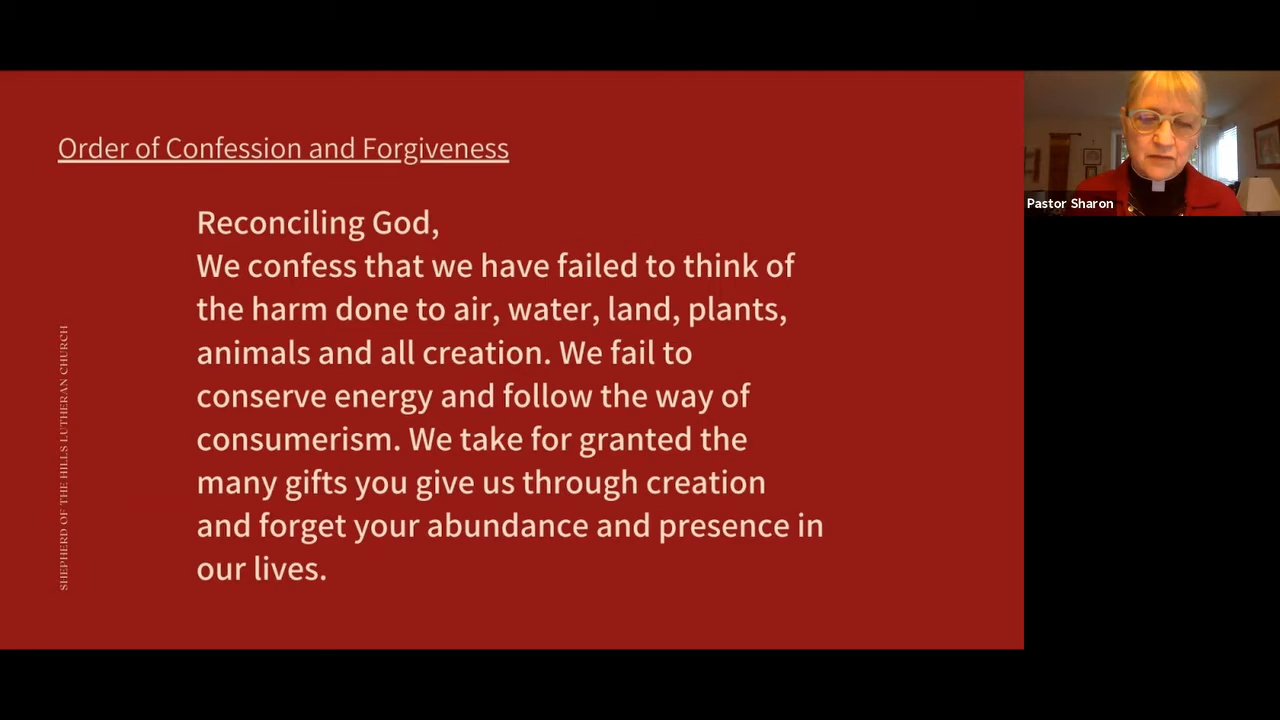 Order of Confession and Forgiveness
Reconciling God,
We confess that we have failed to think of
the harm done to air, water, land, plants,
animals and all creation. We fail to
conserve energy and follow the way of
consumerism. We take for granted the
many gifts you give us through creation
and forget your abundance and presence in
our lives.
SHEPHERD OF THE HILLS LUTHERAN CHURCH
Pastor Sharon